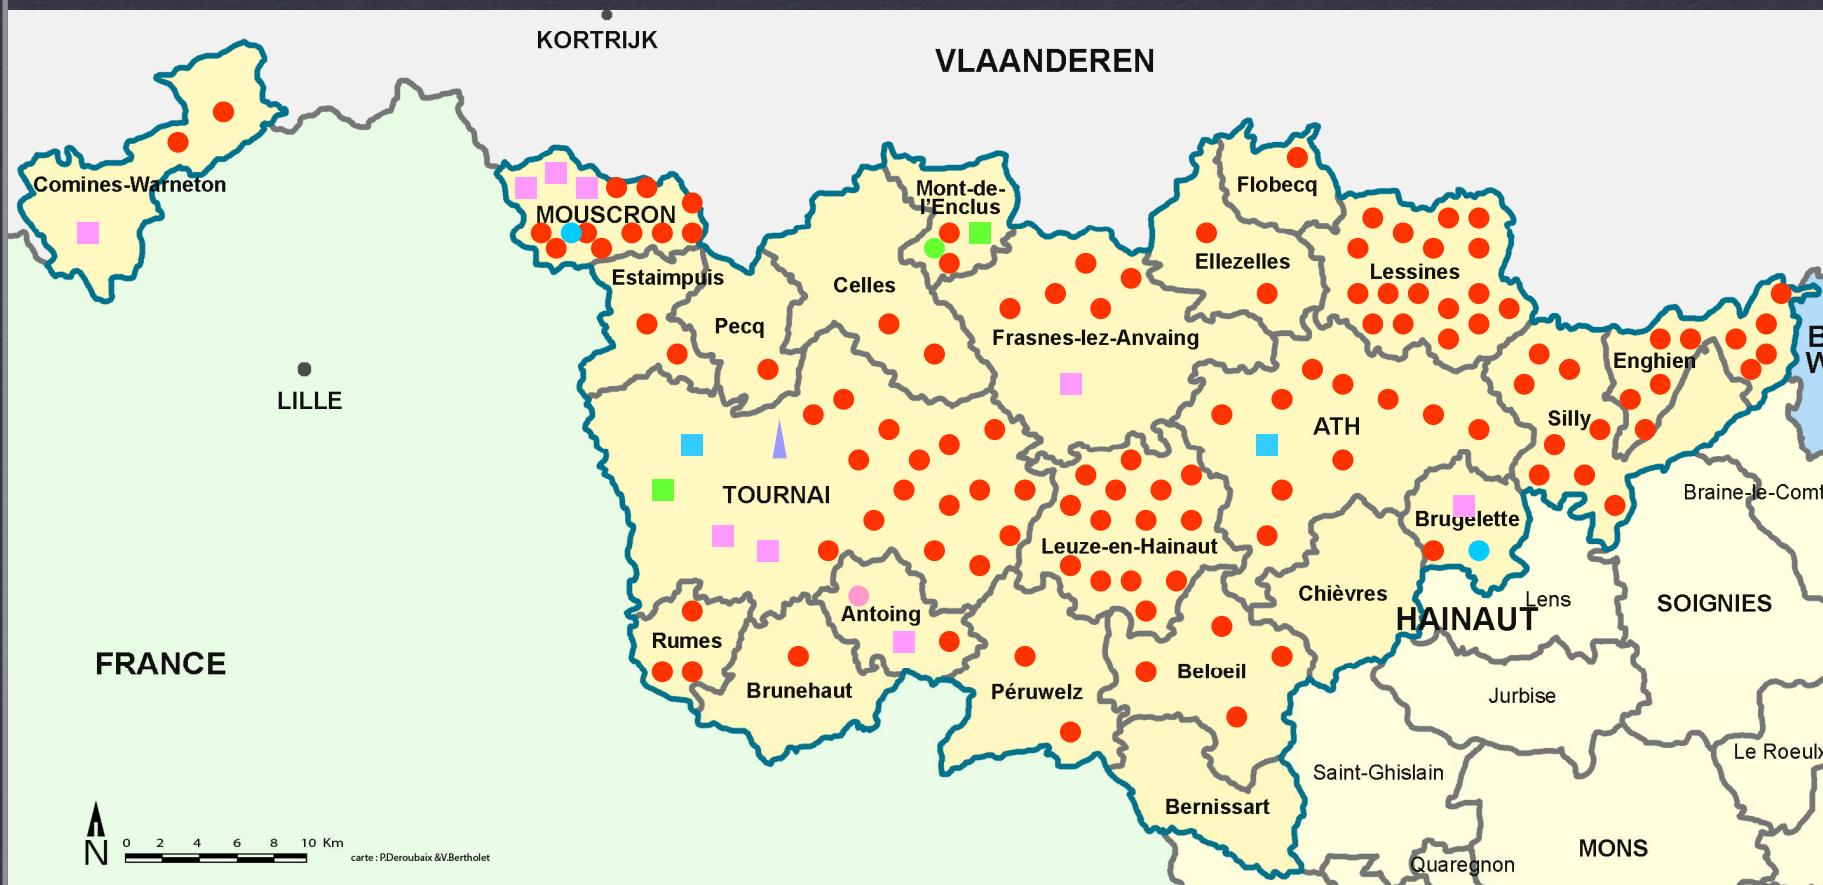 KORTRIJK
VLAANDEREN
Comines-Warneton
MOUSCRON
Mont-de-
l'Enclus
Flobecq
Estaimpuis
Celles
Ellezelles
Lessines
Pecq
Frasnes-lez-Anvaing
Enghien
B
W
LILLE
ATH
Silly
TOURNAI
Braine-le-Comt
Brugelette
Leuze-en-Hainaut
Chièvres
Lens
HAINAUT
SOIGNIES
Antoing
Rumes
FRANCE
Brunehaut
Péruwelz
Beloeil
Jurbise
Le Roeulx
Saint-Ghislain
Bernissart
MONS
Quaregnon
N
0 2 4 6 8 10 Km
carte : P.Deroubaix &V.Bertholet